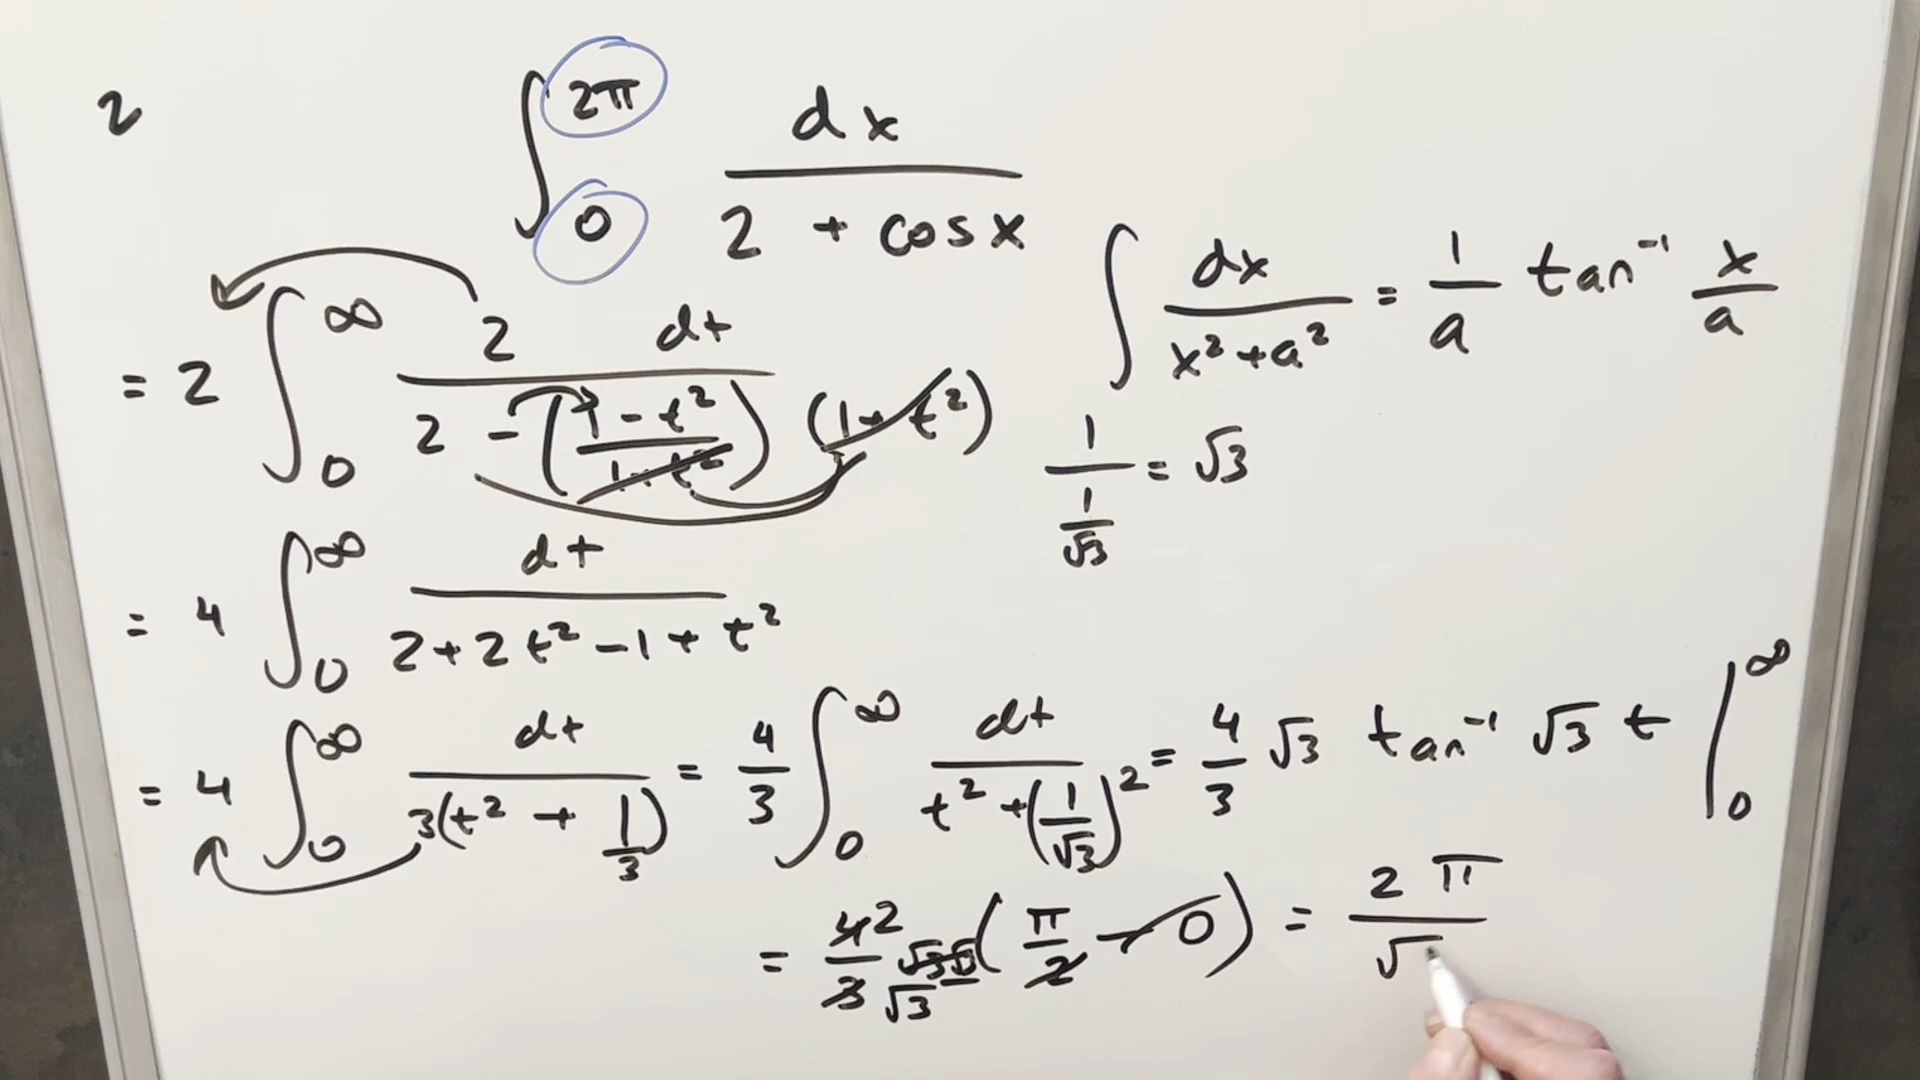 2
∫₀^{2π} dx / (2 + cos x)
∫ dx / (x² + a²) = 1/a tan⁻¹ x/a
= 2 ∫₀^∞ 2 dt / (2 - ((1 - t²)/(1 + t²)) (1 + t²))
1 / (1/√3) = √3
= 4 ∫₀^∞ dt / (2 + 2t² - 1 + t²)
= 4 ∫₀^∞ dt / 3(t² + 1/3) = 4/3 ∫₀^∞ dt / (t² + (1/√3)²) = 4/3 √3 tan⁻¹ √3 t |₀^∞
= 4 2 / 3 √3 √3 / √3 (π/2 - 0) = 2π / √